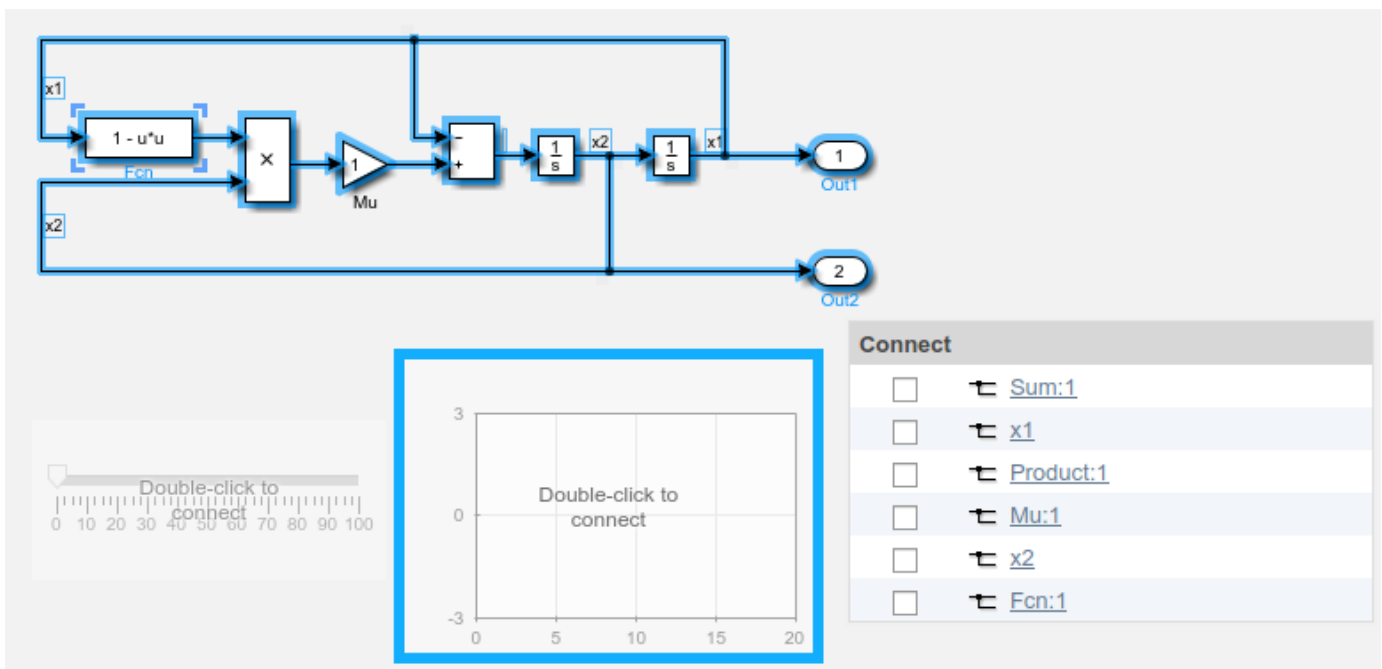 x1
1 - u*u
Fcn
×
1
Mu
−
+
1
s
x2
1
s
x1
1
Out1
x2
2
Out2
Double-click to
connect
0 10 20 30 40 50 60 70 80 90 100
3
0
-3
Double-click to
connect
0 5 10 15 20
Connect
Sum:1
x1
Product:1
Mu:1
x2
Fcn:1